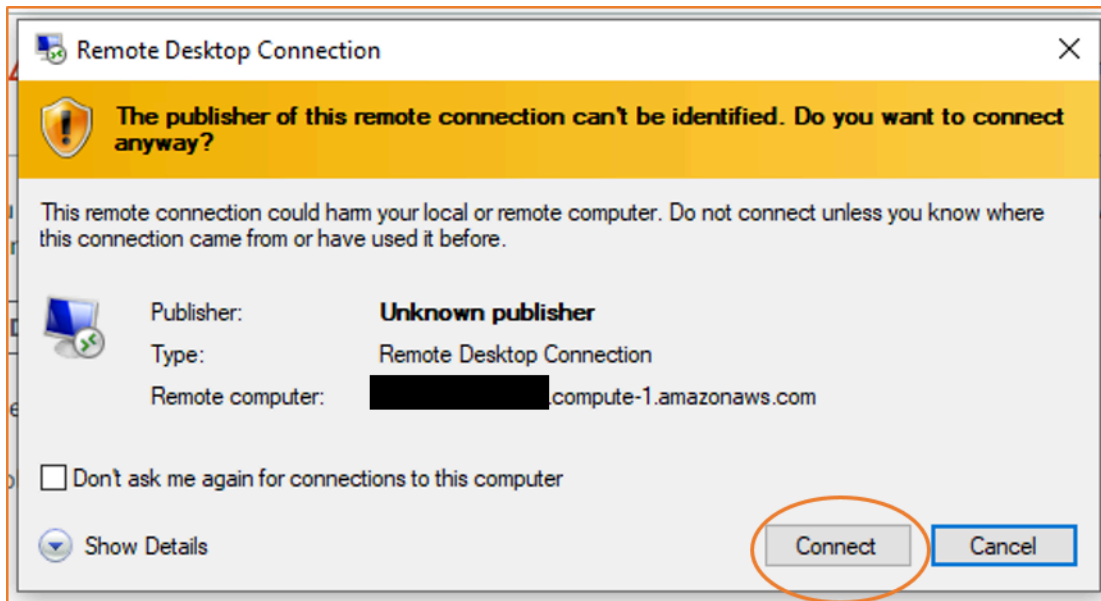 Remote Desktop Connection
The publisher of this remote connection can't be identified. Do you want to connect
anyway?
This remote connection could harm your local or remote computer. Do not connect unless you know where
this connection came from or have used it before.
Publisher: Unknown publisher
Type: Remote Desktop Connection
Remote computer: .compute-1.amazonaws.com
Don't ask me again for connections to this computer
Show Details Connect Cancel